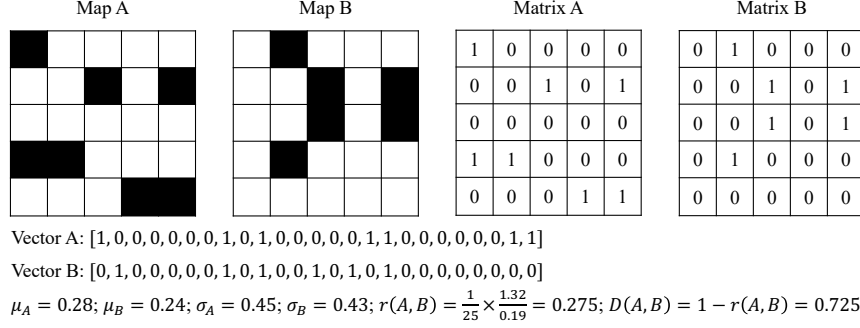 Map A Map B Matrix A Matrix B
1 0 0 0 0 0 1 0 0 0
0 0 1 0 1 0 0 1 0 1
0 0 0 0 0 0 0 1 0 1
1 1 0 0 0 0 1 0 0 0
0 0 0 1 1 0 0 0 0 0
Vector A: [1, 0, 0, 0, 0, 0, 0, 1, 0, 1, 0, 0, 0, 0, 0, 1, 1, 0, 0, 0, 0, 0, 0, 1, 1]
Vector B: [0, 1, 0, 0, 0, 0, 0, 1, 0, 1, 0, 0, 1, 0, 1, 0, 1, 0, 0, 0, 0, 0, 0, 0, 0]
μ_A = 0.28; μ_B = 0.24; σ_A = 0.45; σ_B = 0.43; r(A, B) = 1/25 × 1.32/0.19 = 0.275; D(A, B) = 1 − r(A, B) = 0.725